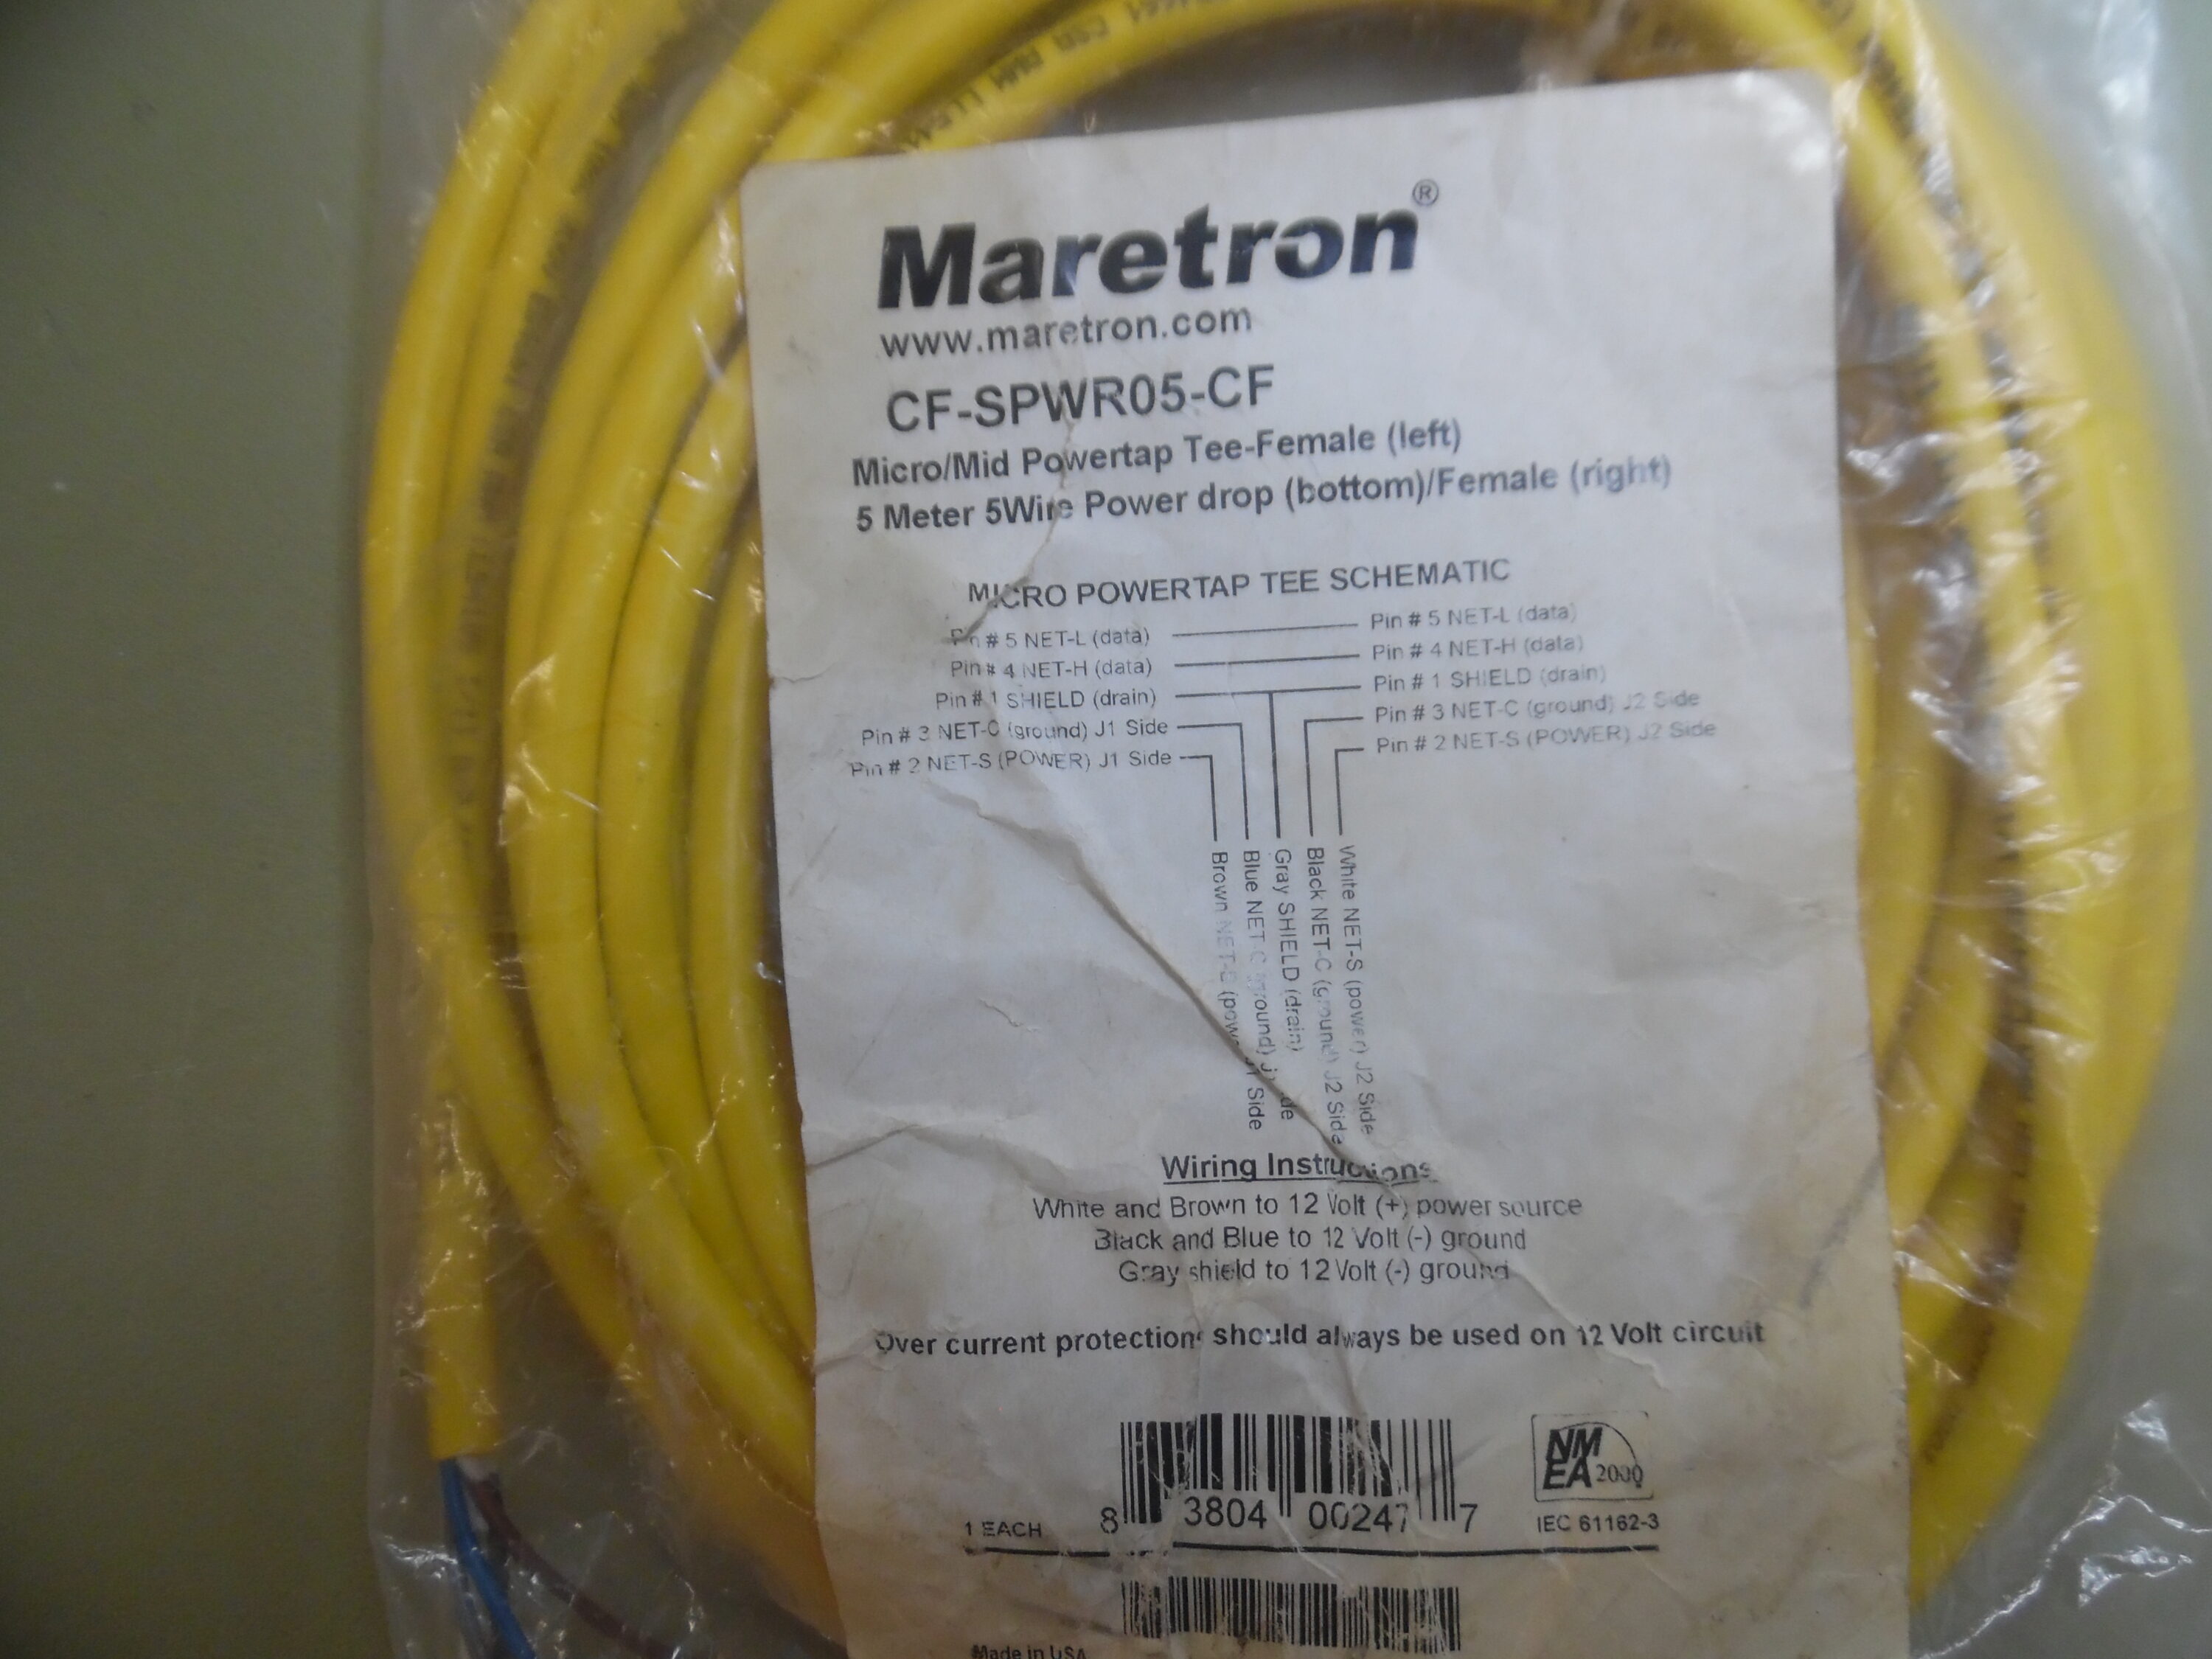 Maretron®
www.maretron.com
CF-SPWR05-CF
Micro/Mid Powertap Tee-Female (left)
5 Meter 5Wire Power drop (bottom)/Female (right)
MICRO POWERTAP TEE SCHEMATIC
Pin # 5 NET-L (data) Pin # 5 NET-L (data)
Pin # 4 NET-H (data) Pin # 4 NET-H (data)
Pin # 1 SHIELD (drain) Pin # 1 SHIELD (drain)
Pin # 3 NET-C (ground) J1 Side Pin # 3 NET-C (ground) J2 Side
Pin # 2 NET-S (POWER) J1 Side Pin # 2 NET-S (POWER) J2 Side
Brown Side
Blue NET-C (ground)
Gray SHIELD (drain)
Black NET-C (ground) J2 Side
White NET-S (power) J2 Side
Wiring Instructions
White and Brown to 12 Volt (+) power source
Black and Blue to 12 Volt (-) ground
Gray shield to 12 Volt (-) ground
Over current protection should always be used on 12 Volt circuit
1 EACH 8 3804 00247 7
NM
EA 2000
IEC 61162-3
Made in USA